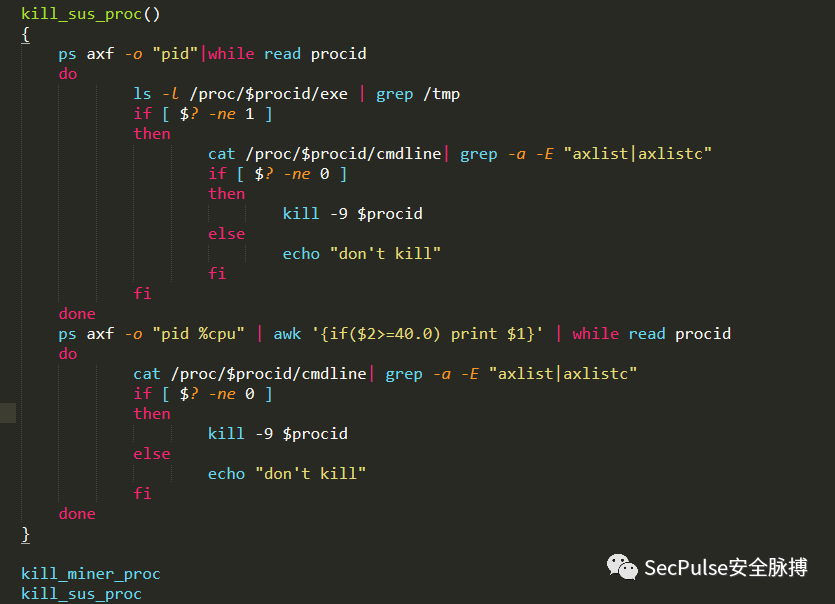 kill_sus_proc()
{
    ps axf -o "pid"|while read procid
    do
            ls -l /proc/$procid/exe | grep /tmp
            if [ $? -ne 1 ]
            then
                    cat /proc/$procid/cmdline| grep -a -E "axlist|axlistc"
                    if [ $? -ne 0 ]
                    then
                            kill -9 $procid
                    else
                            echo "don't kill"
                    fi
            fi
    done
    ps axf -o "pid %cpu" | awk '{if($2>=40.0) print $1}' | while read procid
    do
            cat /proc/$procid/cmdline| grep -a -E "axlist|axlistc"
            if [ $? -ne 0 ]
            then
                    kill -9 $procid
            else
                    echo "don't kill"
            fi
    done
}
kill_miner_proc
kill_sus_proc
SecPulse安全脉搏